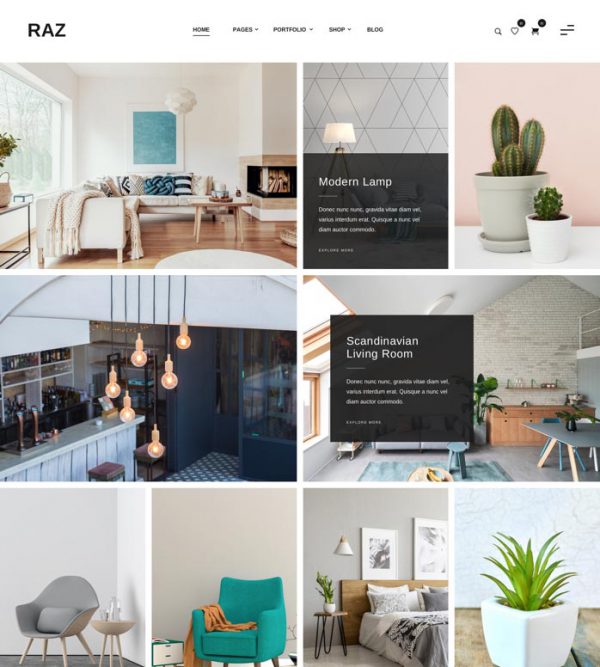 RAZ
HOME PAGES PORTFOLIO SHOP BLOG
Modern Lamp
Donec nunc nunc, gravida vitae diam vel,
varius interdum erat. Quisque a nunc vel
diam auctor commodo.
EXPLORE MORE
Scandinavian
Living Room
Donec nunc nunc, gravida vitae diam vel,
varius interdum erat. Quisque a nunc vel
diam auctor commodo.
EXPLORE MORE